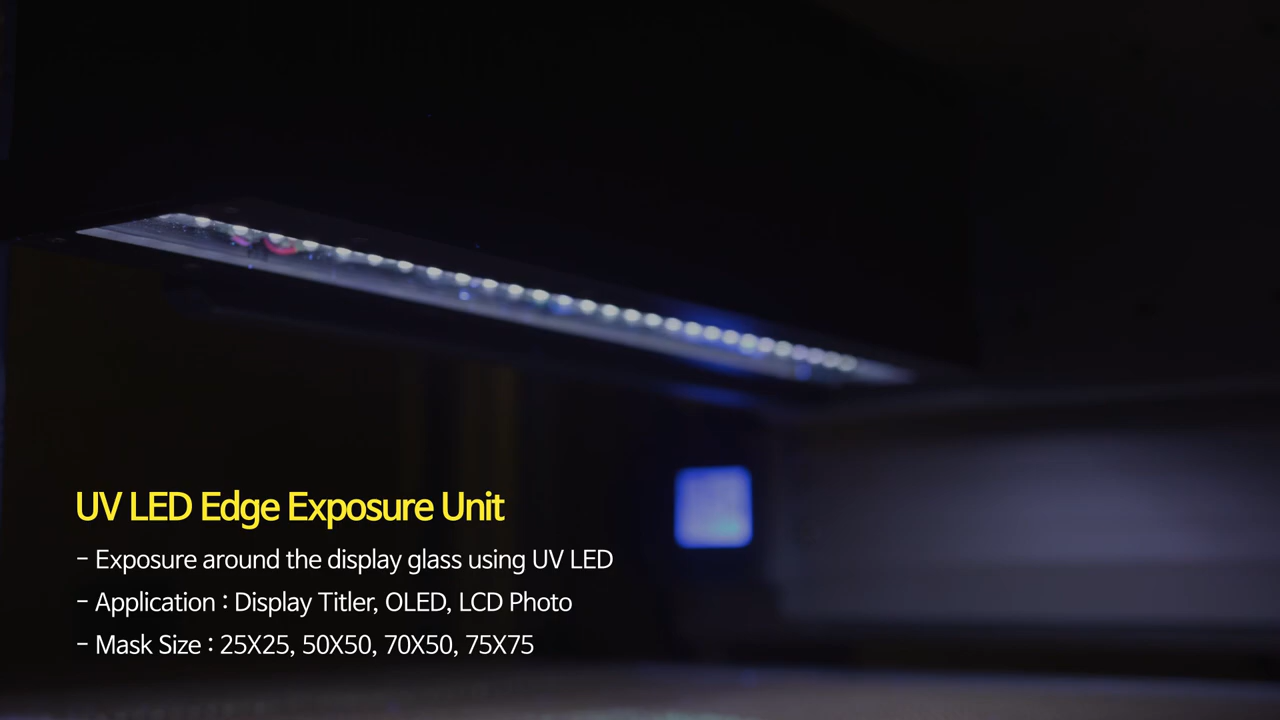 UV LED Edge Exposure Unit
- Exposure around the display glass using UV LED
- Application : Display Titler, OLED, LCD Photo
- Mask Size : 25X25, 50X50, 70X50, 75X75